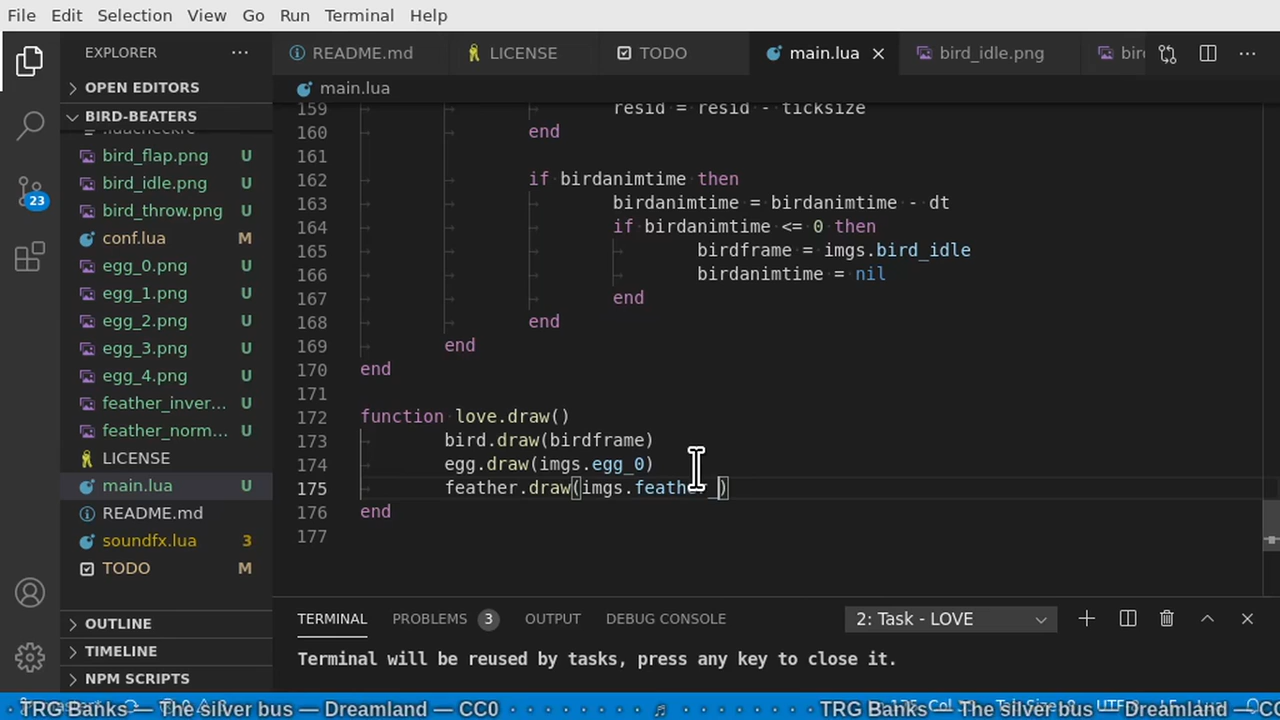 File Edit Selection View Go Run Terminal Help
EXPLORER ···
OPEN EDITORS
BIRD-BEATERS
.luacheckrc
bird_flap.png U
bird_idle.png U
bird_throw.png U
conf.lua M
egg_0.png U
egg_1.png U
egg_2.png U
egg_3.png U
egg_4.png U
feather_inver... U
feather_norm... U
LICENSE
main.lua U
README.md
soundfx.lua 3
TODO M
OUTLINE
TIMELINE
NPM SCRIPTS
23
README.md LICENSE TODO main.lua bird_idle.png
main.lua
159 resid = resid - ticksize
160 end
161
162 if birdanimtime then
163 birdanimtime = birdanimtime - dt
164 if birdanimtime <= 0 then
165 birdframe = imgs.bird_idle
166 birdanimtime = nil
167 end
168 end
169 end
170 end
171
172 function love.draw()
173 bird.draw(birdframe)
174 egg.draw(imgs.egg_0)
175 feather.draw(imgs.feather_)
176 end
177
TERMINAL PROBLEMS 3 OUTPUT DEBUG CONSOLE 2: Task - LOVE
Terminal will be reused by tasks, press any key to close it.
TRG Banks — The silver bus — Dreamland — CC0 · · · · · · · ♬ · · · · · · · TRG Banks — The silver bus — Dreamland — CC